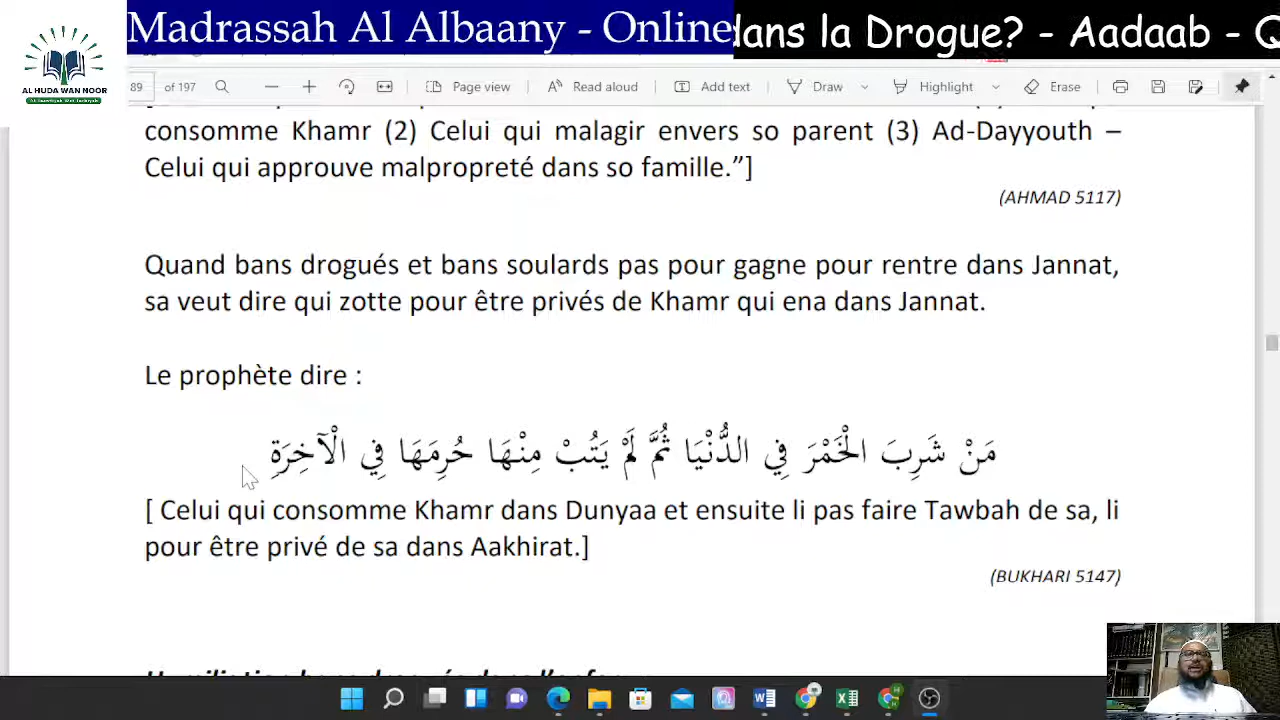 Madrassah Al Albaany - Online
dans la Drogue? - Aadaab - Q
AL HUDA WAN NOOR
89 of 197
Page view
Read aloud
Add text
Draw
Highlight
Erase
consomme Khamr (2) Celui qui malagir envers so parent (3) Ad-Dayyouth –
Celui qui approuve malpropreté dans so famille.”]
(AHMAD 5117)
Quand bans drogués et bans soulards pas pour gagne pour rentre dans Jannat,
sa veut dire qui zotte pour être privés de Khamr qui ena dans Jannat.
Le prophète dire :
مَنْ شَرِبَ الْخَمْرَ فِي الدُّنْيَا ثُمَّ لَمْ يَتُبْ مِنْهَا حُرِمَهَا فِي الْآخِرَةِ
[ Celui qui consomme Khamr dans Dunyaa et ensuite li pas faire Tawbah de sa, li
pour être privé de sa dans Aakhirat.]
(BUKHARI 5147)